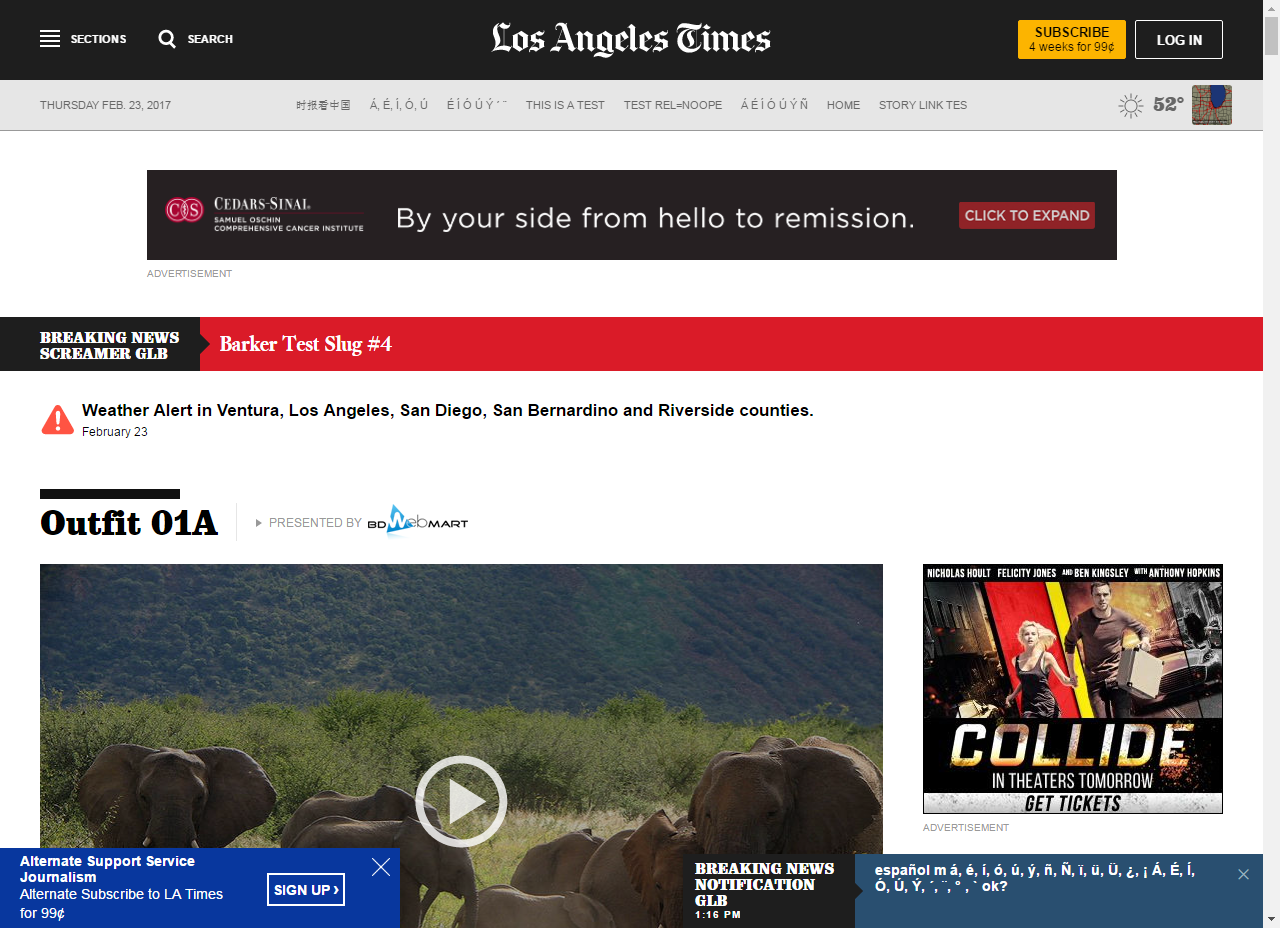 SECTIONS
SEARCH
Los Angeles Times
SUBSCRIBE
4 weeks for 99¢
LOG IN
THURSDAY FEB. 23, 2017
时报看中国
Á, É, Í, Ó, Ú
É Í Ó Ú Ý ´ ¨
THIS IS A TEST
TEST REL=NOOPE
Á É Í Ó Ú Ý Ñ
HOME
STORY LINK TES
52°
CEDARS-SINAI
SAMUEL OSCHIN
COMPREHENSIVE CANCER INSTITUTE
By your side from hello to remission.
CLICK TO EXPAND
ADVERTISEMENT
BREAKING NEWS
SCREAMER GLB
Barker Test Slug #4
Weather Alert in Ventura, Los Angeles, San Diego, San Bernardino and Riverside counties.
February 23
Outfit 01A
PRESENTED BY
BDWebMART
NICHOLAS HOULT FELICITY JONES AND BEN KINGSLEY WITH ANTHONY HOPKINS
COLLIDE
IN THEATERS TOMORROW
GET TICKETS
ADVERTISEMENT
Alternate Support Service
Journalism
Alternate Subscribe to LA Times
for 99¢
SIGN UP ›
BREAKING NEWS
NOTIFICATION
GLB
1:16 PM
español m á, é, í, ó, ú, ý, ñ, Ñ, ï, ü, Ü, ¿, ¡ Á, É, Í,
Ó, Ú, Ý, ´, ¨, º , ` ok?